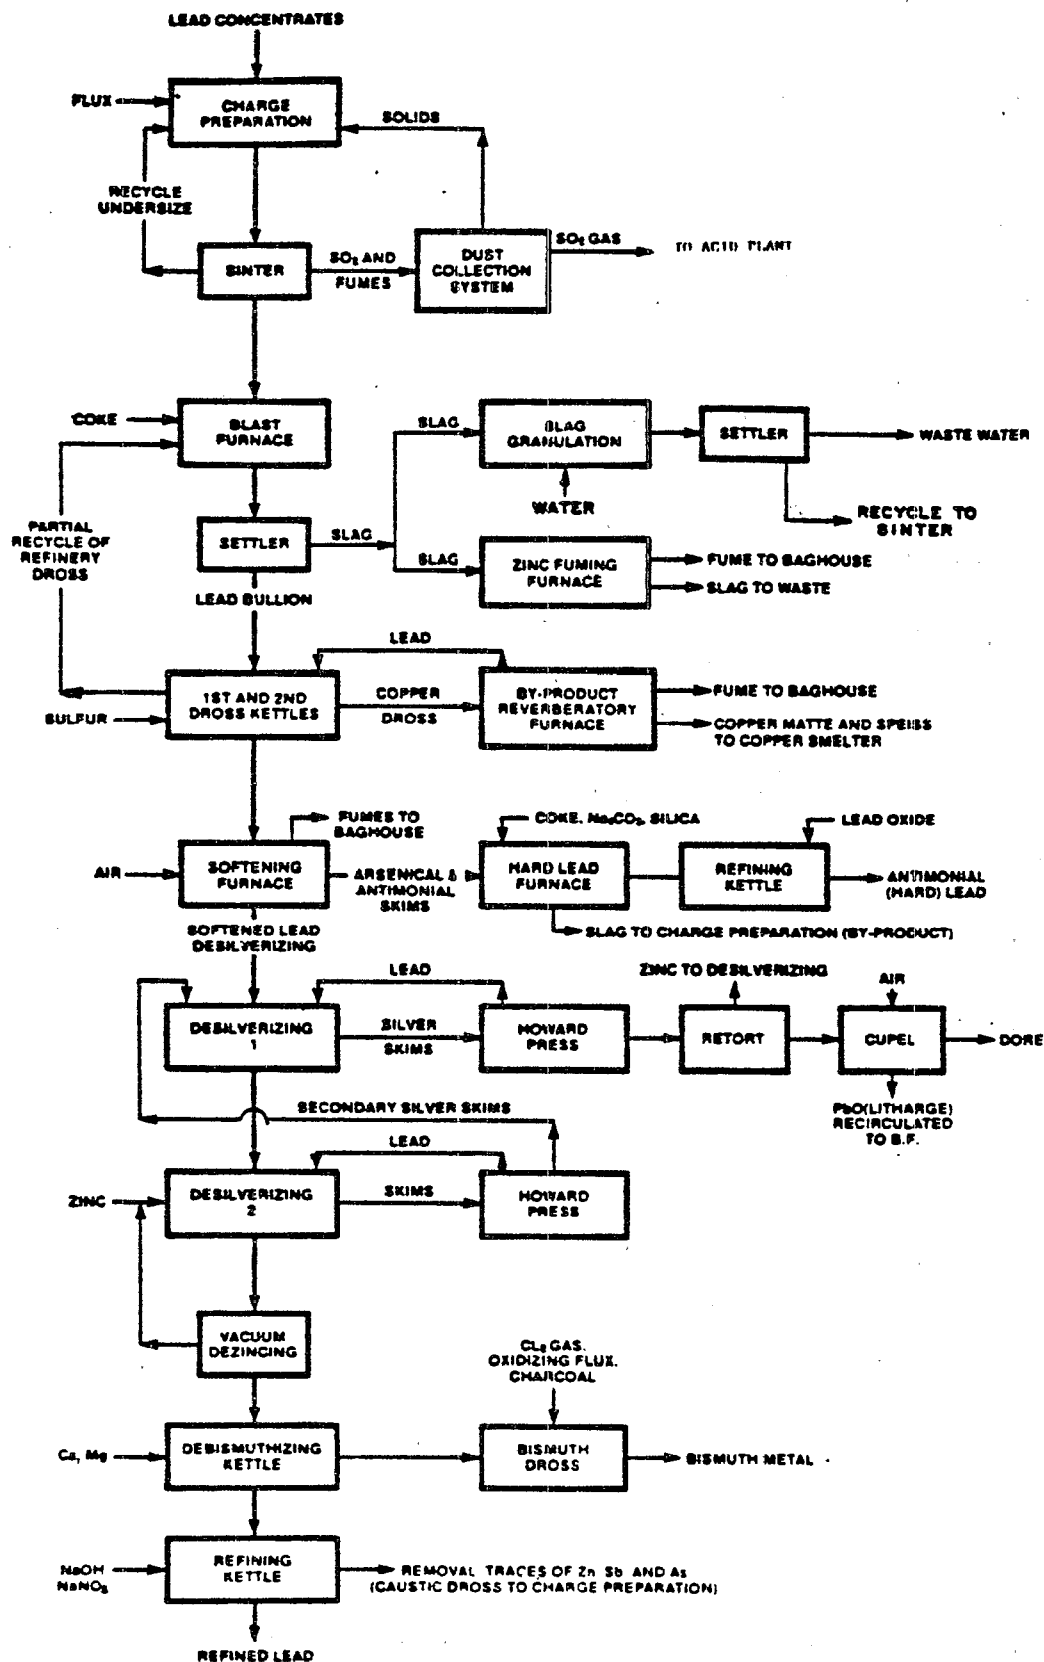 LEAD CONCENTRATES
FLUX
CHARGE
PREPARATION
SOLIDS
RECYCLE
UNDERSIZE
SINTER
SO₂ AND
FUMES
DUST
COLLECTION
SYSTEM
SO₂ GAS
TO ACID PLANT
COKE
BLAST
FURNACE
SLAG
SLAG
GRANULATION
SETTLER
WASTE WATER
WATER
RECYCLE TO
SINTER
PARTIAL
RECYCLE OF
REFINERY
DROSS
SETTLER
SLAG
SLAG
ZINC FUMING
FURNACE
FUME TO BAGHOUSE
SLAG TO WASTE
LEAD BULLION
LEAD
SULFUR
1ST AND 2ND
DROSS KETTLES
COPPER
DROSS
BY-PRODUCT
REVERBERATORY
FURNACE
FUME TO BAGHOUSE
COPPER MATTE AND SPEISS
TO COPPER SMELTER
FUMES TO
BAGHOUSE
COKE, Na₂CO₃, SILICA
LEAD OXIDE
AIR
SOFTENING
FURNACE
ARSENICAL &
ANTIMONIAL
SKIMS
HARD LEAD
FURNACE
REFINING
KETTLE
ANTIMONIAL
(HARD) LEAD
SLAG TO CHARGE PREPARATION (BY-PRODUCT)
SOFTENED LEAD
DESILVERIZING
LEAD
ZINC TO DESILVERIZING
AIR
DESILVERIZING
1
SILVER
SKIMS
HOWARD
PRESS
RETORT
CUPEL
DORE
PbO(LITHARGE)
RECIRCULATED
TO B.F.
SECONDARY SILVER SKIMS
LEAD
ZINC
DESILVERIZING
2
SKIMS
HOWARD
PRESS
VACUUM
DEZINCING
CL₂ GAS,
OXIDIZING FLUX,
CHARCOAL
Ca, Mg
DEBISMUTHIZING
KETTLE
BISMUTH
DROSS
BISMUTH METAL
NaOH
NaNO₃
REFINING
KETTLE
REMOVAL TRACES OF Zn Sb AND As
(CAUSTIC DROSS TO CHARGE PREPARATION)
REFINED LEAD